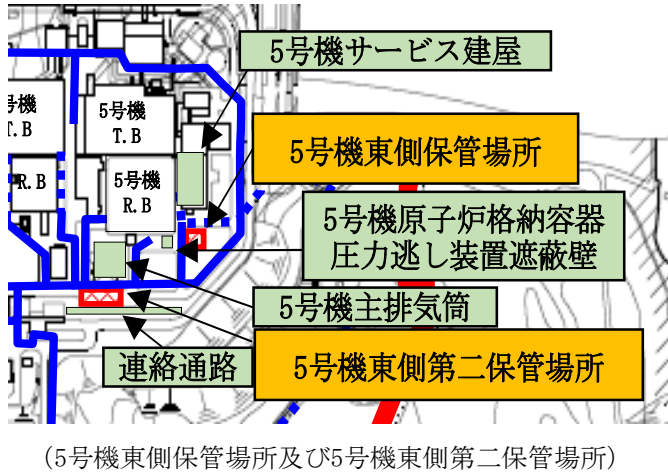 5号機サービス建屋
号機
T.B
5号機
T.B
5号機東側保管場所
R.B
5号機
R.B
5号機原子炉格納容器
圧力逃し装置遮蔽壁
5号機主排気筒
連絡通路
5号機東側第二保管場所
(5号機東側保管場所及び5号機東側第二保管場所)